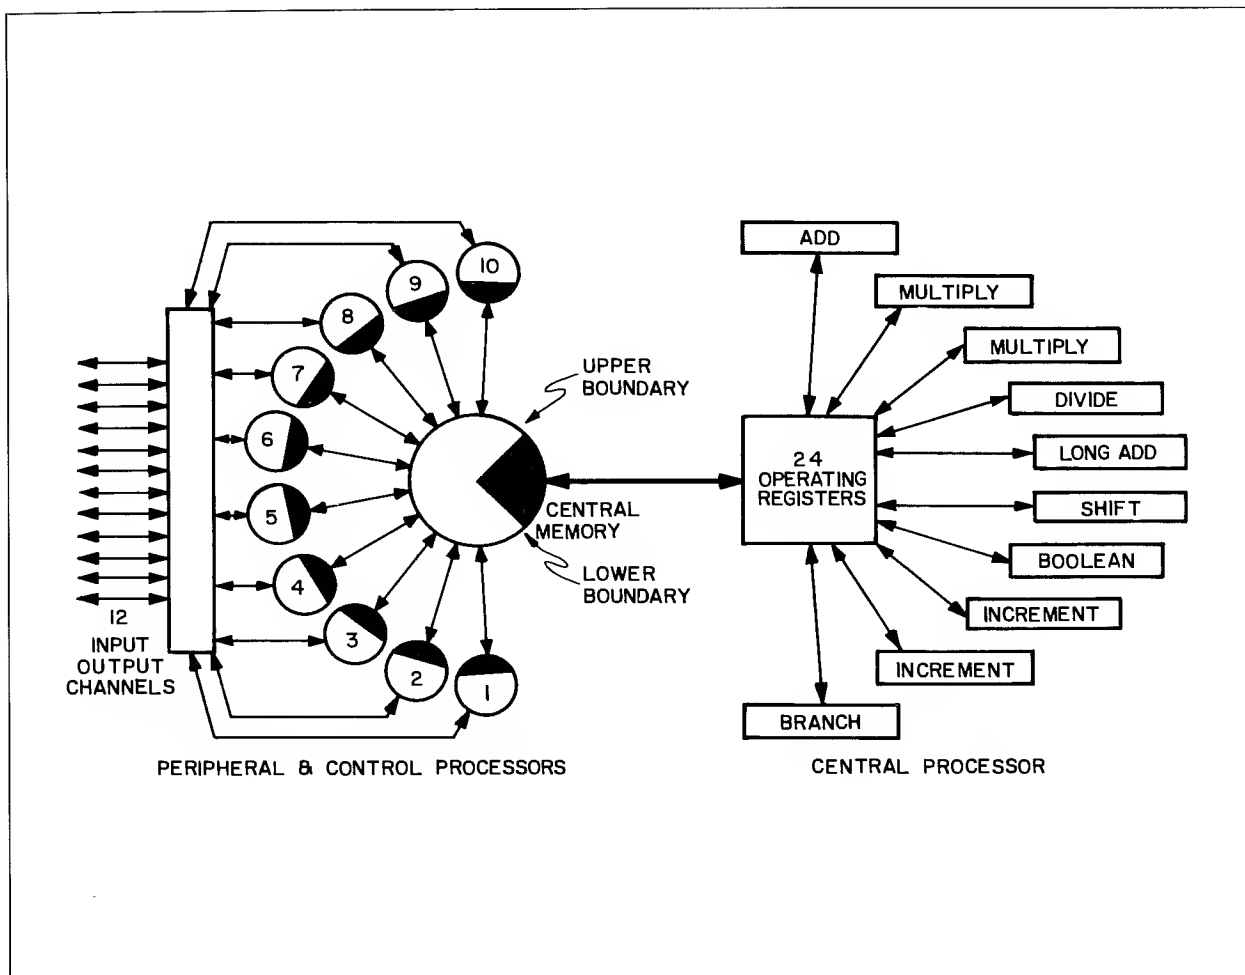 10
9
8
7
6
5
4
3
2
1
12
INPUT
OUTPUT
CHANNELS
UPPER
BOUNDARY
CENTRAL
MEMORY
LOWER
BOUNDARY
PERIPHERAL & CONTROL PROCESSORS
ADD
MULTIPLY
MULTIPLY
DIVIDE
LONG ADD
SHIFT
BOOLEAN
INCREMENT
INCREMENT
BRANCH
24
OPERATING
REGISTERS
CENTRAL PROCESSOR